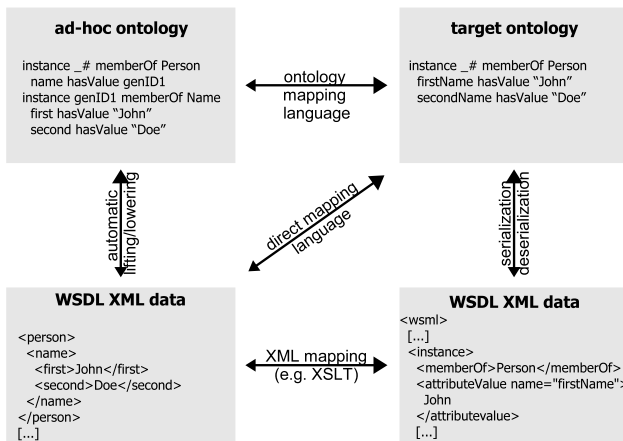 ad-hoc ontology
instance _# memberOf Person
name hasValue genID1
instance genID1 memberOf Name
first hasValue “John”
second hasValue “Doe”
ontology
mapping
language
target ontology
instance _# memberOf Person
firstName hasValue “John”
secondName hasValue “Doe”
automatic
lifting/lowering
direct mapping
language
serialization
deserialization
WSDL XML data
<person>
<name>
<first>John</first>
<second>Doe</second>
</name>
</person>
[...]
XML mapping
(e.g. XSLT)
WSDL XML data
<wsml>
[...]
<instance>
<memberOf>Person</memberOf>
<attributeValue name="firstName">
John
</attributevalue>
[...]